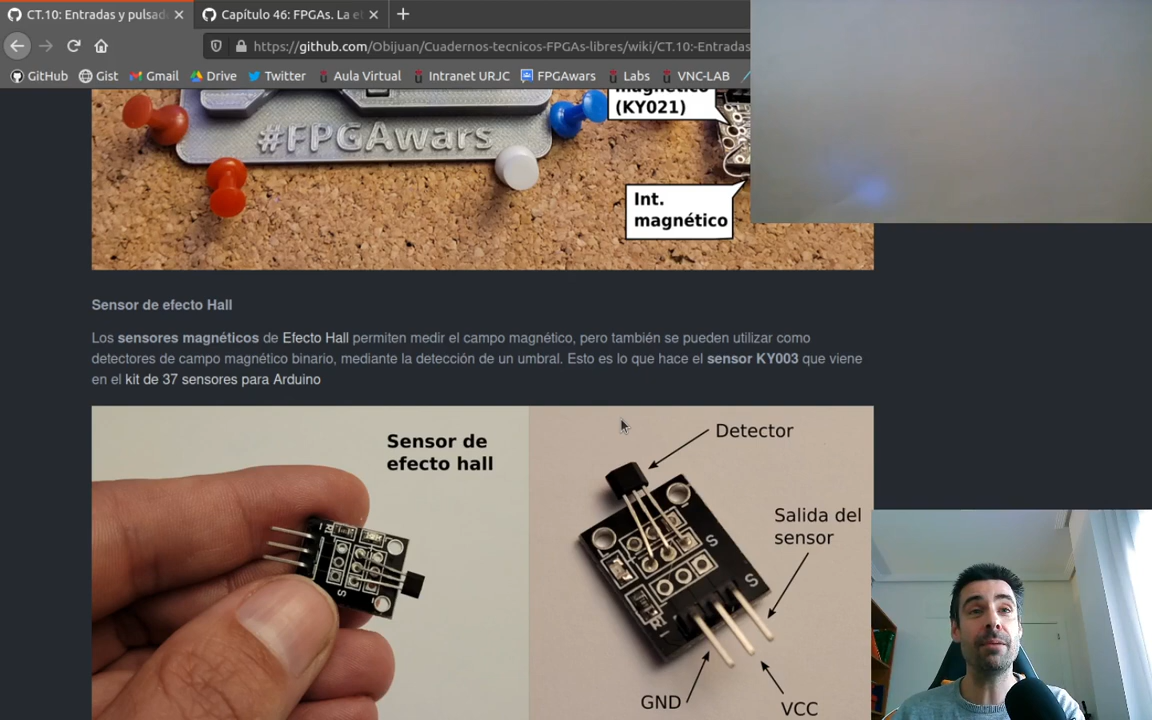 CT.10: Entradas y pulsad
Capítulo 46: FPGAs. La e
https://github.com/Obijuan/Cuadernos-tecnicos-FPGAs-libres/wiki/CT.10:-Entradas
GitHub
Gist
Gmail
Drive
Twitter
Aula Virtual
Intranet URJC
FPGAwars
Labs
VNC-LAB
#FPGAwars
magnético
(KY021)
Int.
magnético
Sensor de efecto Hall
Los sensores magnéticos de Efecto Hall permiten medir el campo magnético, pero también se pueden utilizar como
detectores de campo magnético binario, mediante la detección de un umbral. Esto es lo que hace el sensor KY003 que viene
en el kit de 37 sensores para Arduino
Sensor de
efecto hall
S
Detector
Salida del
sensor
S
S
R1
GND
VCC